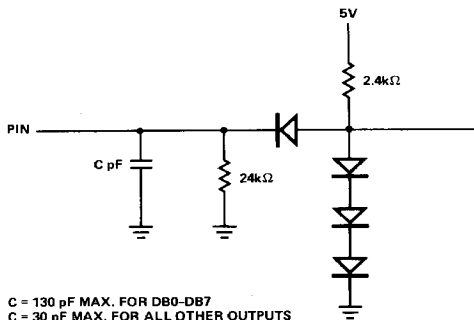 5V
2.4kΩ
PIN
C pF
24kΩ
C = 130 pF MAX. FOR DB0–DB7
C = 30 pF MAX. FOR ALL OTHER OUTPUTS